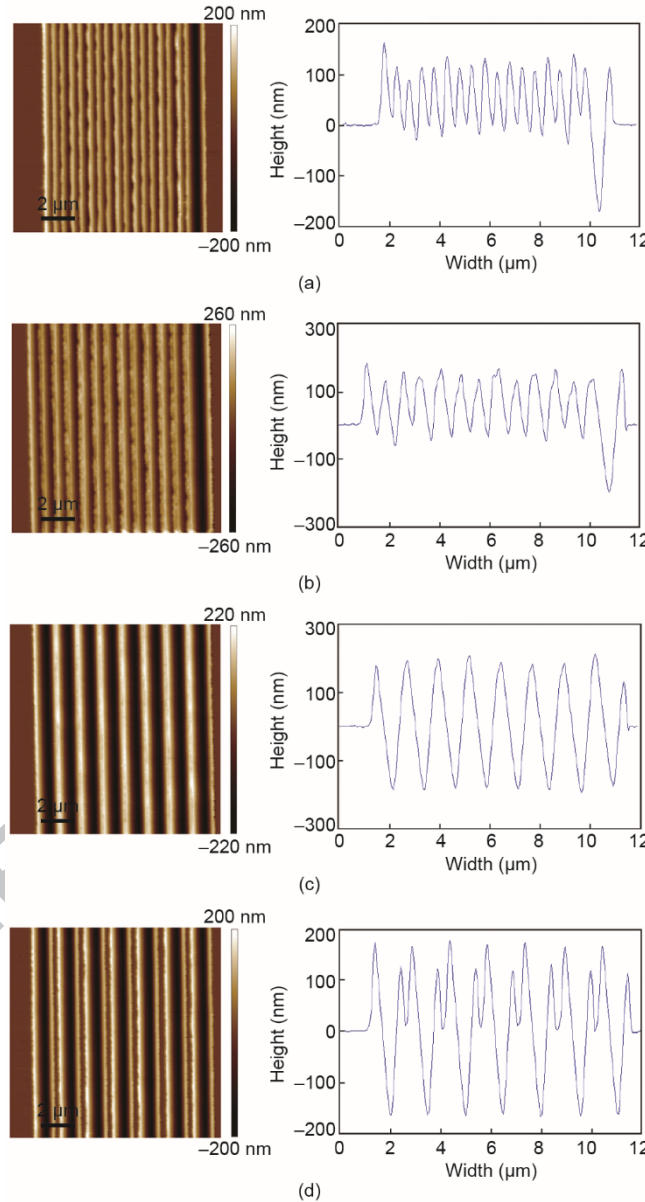 200 nm
2 µm
−200 nm
200
100
0
−100
−200
0 2 4 6 8 10 12
Height (nm)
Width (µm)
(a)
260 nm
2 µm
−260 nm
300
100
0
−100
−300
0 2 4 6 8 10 12
Height (nm)
Width (µm)
(b)
220 nm
2 µm
−220 nm
300
100
0
−100
−300
0 2 4 6 8 10 12
Height (nm)
Width (µm)
(c)
200 nm
2 µm
−200 nm
200
100
0
−100
−200
0 2 4 6 8 10 12
Height (nm)
Width (µm)
(d)